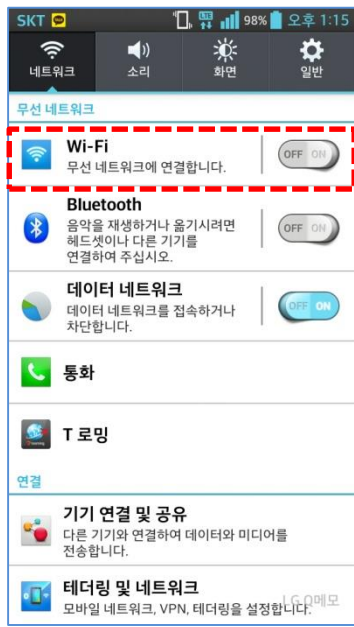 SKT 98% 오후 1:15
네트워크 소리 화면 일반
무선 네트워크
Wi-Fi
무선 네트워크에 연결합니다.
OFF ON
Bluetooth
음악을 재생하거나 옮기시려면
헤드셋이나 다른 기기를
연결하여 주십시오.
OFF ON
데이터 네트워크
데이터 네트워크를 접속하거나
차단합니다.
OFF ON
통화
T 로밍
연결
기기 연결 및 공유
다른 기기와 연결하여 데이터와 미디어를
전송합니다.
테더링 및 네트워크
모바일 네트워크, VPN, 테더링을 설정합니다.
LG Q메모